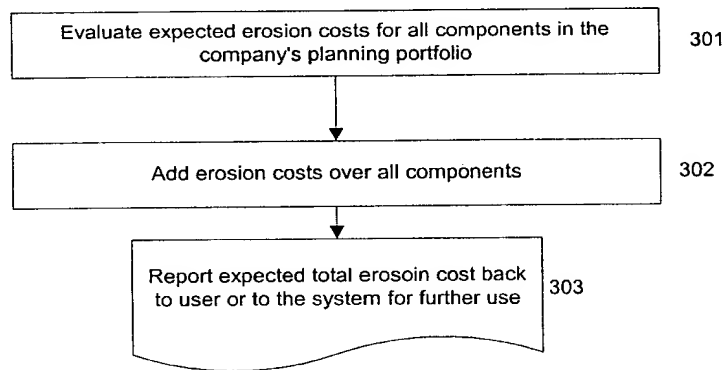 Evaluate expected erosion costs for all components in the
company's planning portfolio
301
Add erosion costs over all components
302
Report expected total erosoin cost back
to user or to the system for further use
303